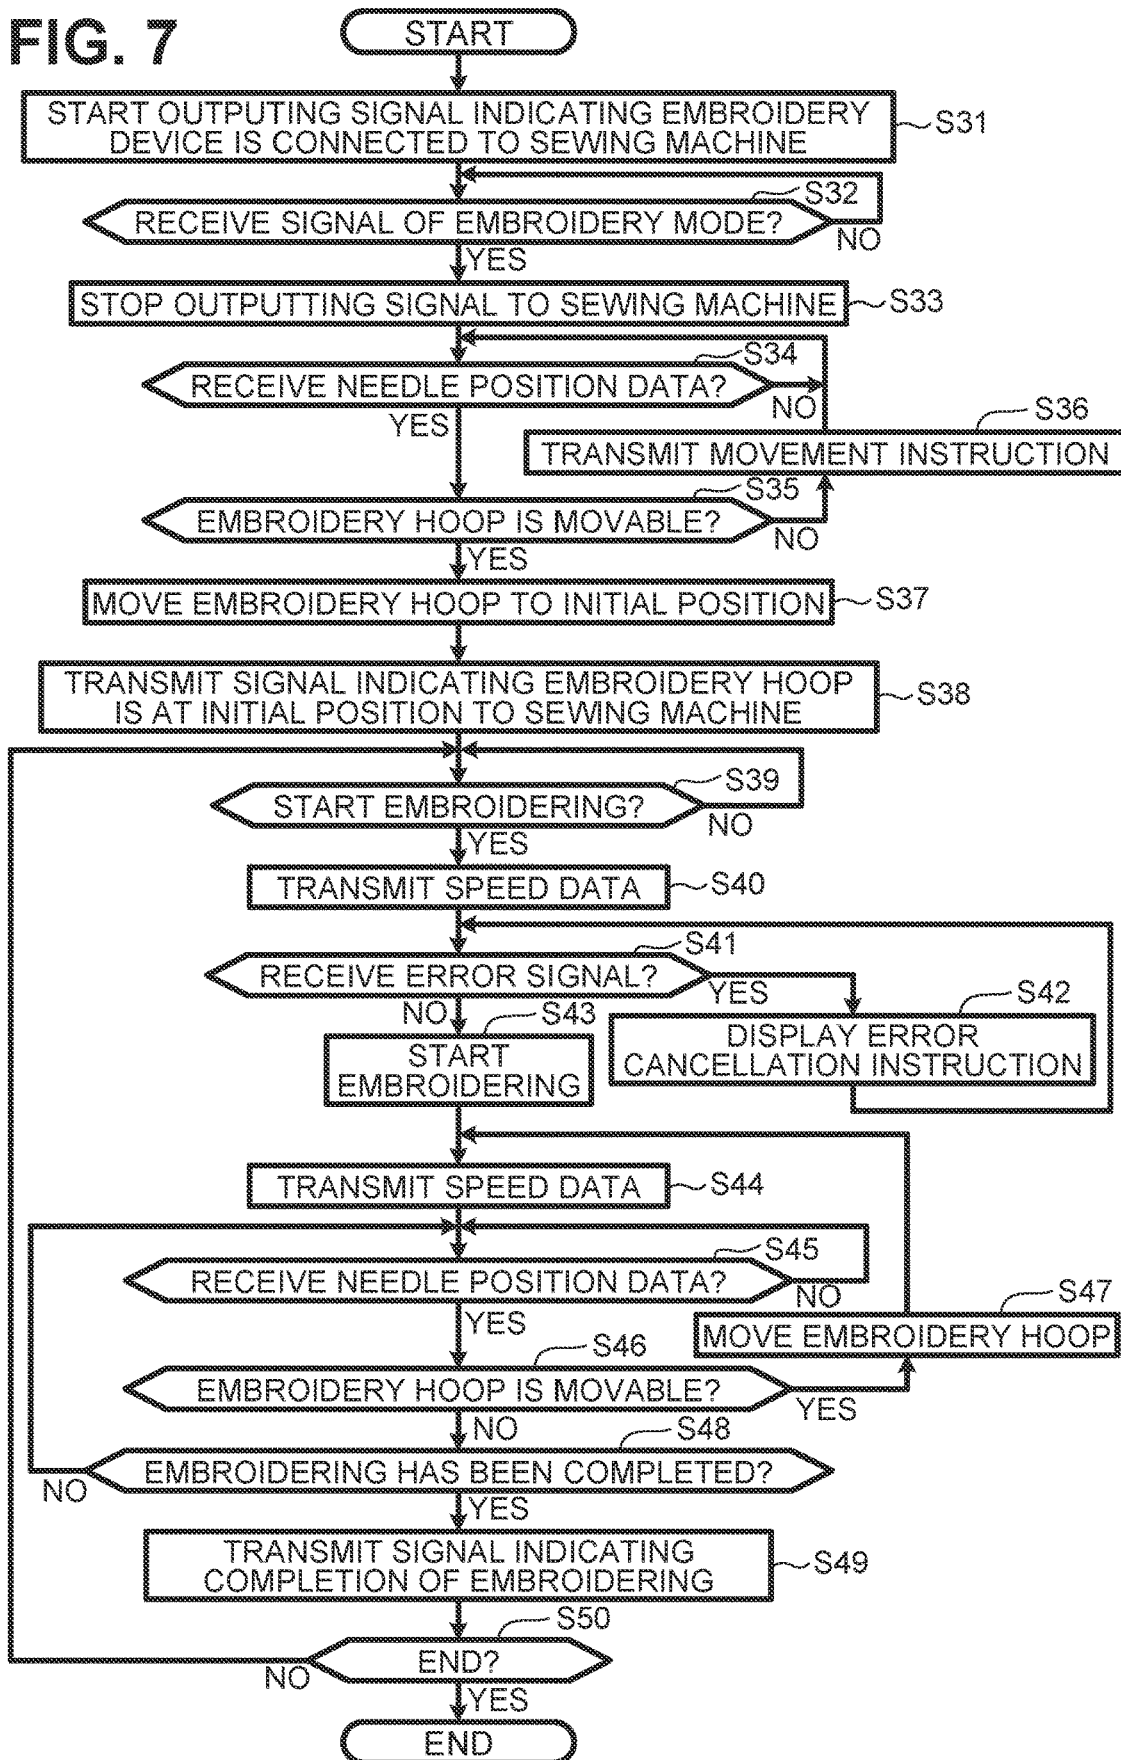 FIG. 7
START
START OUTPUTING SIGNAL INDICATING EMBROIDERY
DEVICE IS CONNECTED TO SEWING MACHINE
S31
S32
RECEIVE SIGNAL OF EMBROIDERY MODE?
NO
YES
STOP OUTPUTTING SIGNAL TO SEWING MACHINE
S33
S34
RECEIVE NEEDLE POSITION DATA?
NO
YES
S36
TRANSMIT MOVEMENT INSTRUCTION
S35
EMBROIDERY HOOP IS MOVABLE?
NO
YES
MOVE EMBROIDERY HOOP TO INITIAL POSITION
S37
TRANSMIT SIGNAL INDICATING EMBROIDERY HOOP
IS AT INITIAL POSITION TO SEWING MACHINE
S38
S39
START EMBROIDERING?
NO
YES
TRANSMIT SPEED DATA
S40
S41
RECEIVE ERROR SIGNAL?
YES
NO
S42
DISPLAY ERROR
CANCELLATION INSTRUCTION
S43
START
EMBROIDERING
TRANSMIT SPEED DATA
S44
S45
RECEIVE NEEDLE POSITION DATA?
NO
YES
S47
MOVE EMBROIDERY HOOP
S46
EMBROIDERY HOOP IS MOVABLE?
YES
NO
S48
EMBROIDERING HAS BEEN COMPLETED?
NO
YES
TRANSMIT SIGNAL INDICATING
COMPLETION OF EMBROIDERING
S49
S50
END?
NO
YES
END